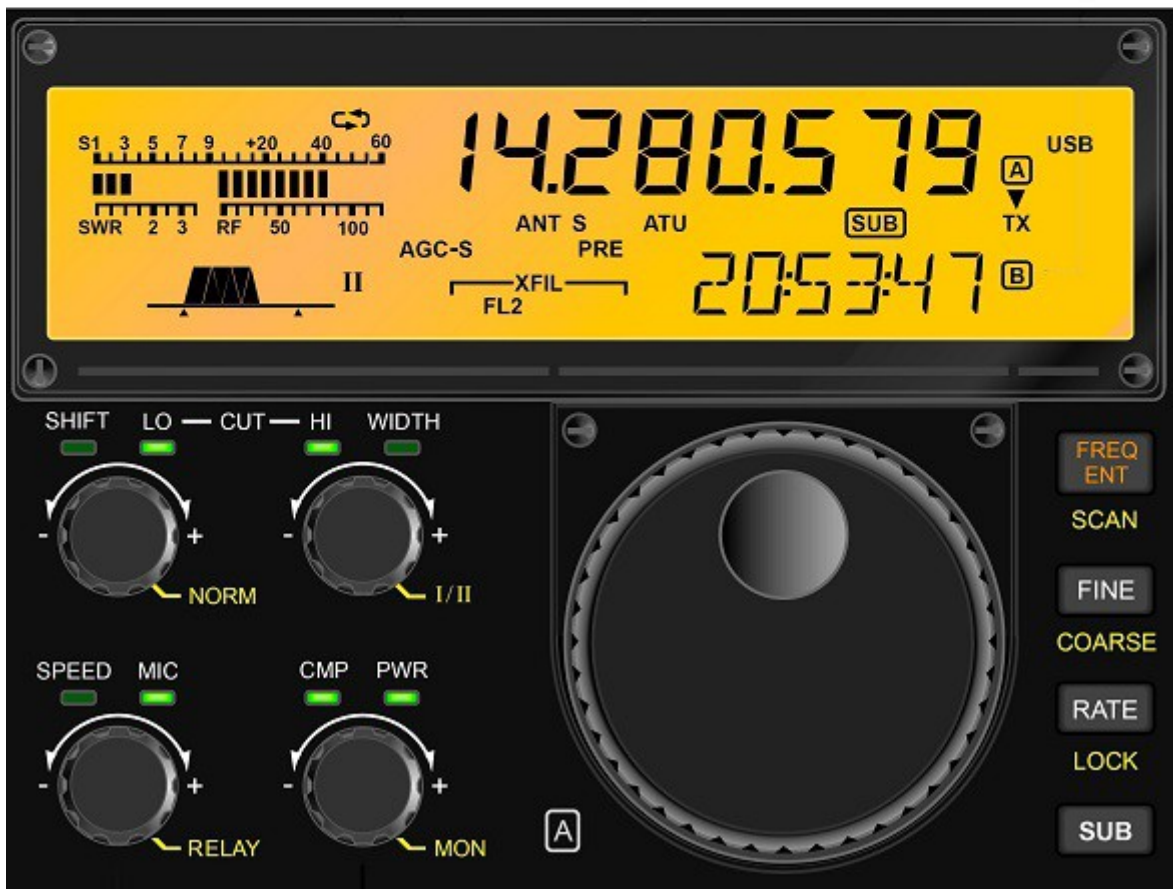 S1 3 5 7 9 +20 40 60
14.280.579
USB
A
SWR 2 3 RF 50 100
ANT S ATU SUB TX
AGC-S PRE
20:53:47 B
II
XFIL
FL2
SHIFT LO CUT HI WIDTH
- + - +
NORM I/II
SPEED MIC CMP PWR
- + - +
RELAY MON
A
FREQ
ENT
SCAN
FINE
COARSE
RATE
LOCK
SUB